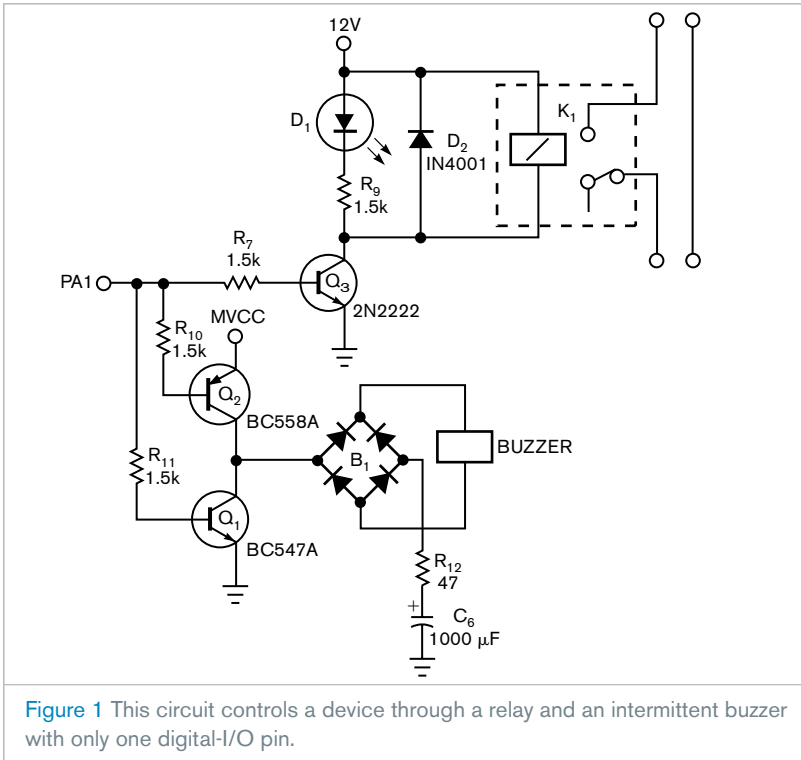 12V
D₁
R₉
1.5k
D₂
IN4001
K₁
R₇
1.5k
PA1
Q₃
2N2222
R₁₀
1.5k
MVCC
Q₂
BC558A
R₁₁
1.5k
Q₁
BC547A
B₁
BUZZER
R₁₂
47
+
C₆
1000 µF
Figure 1 This circuit controls a device through a relay and an intermittent buzzer
with only one digital-I/O pin.